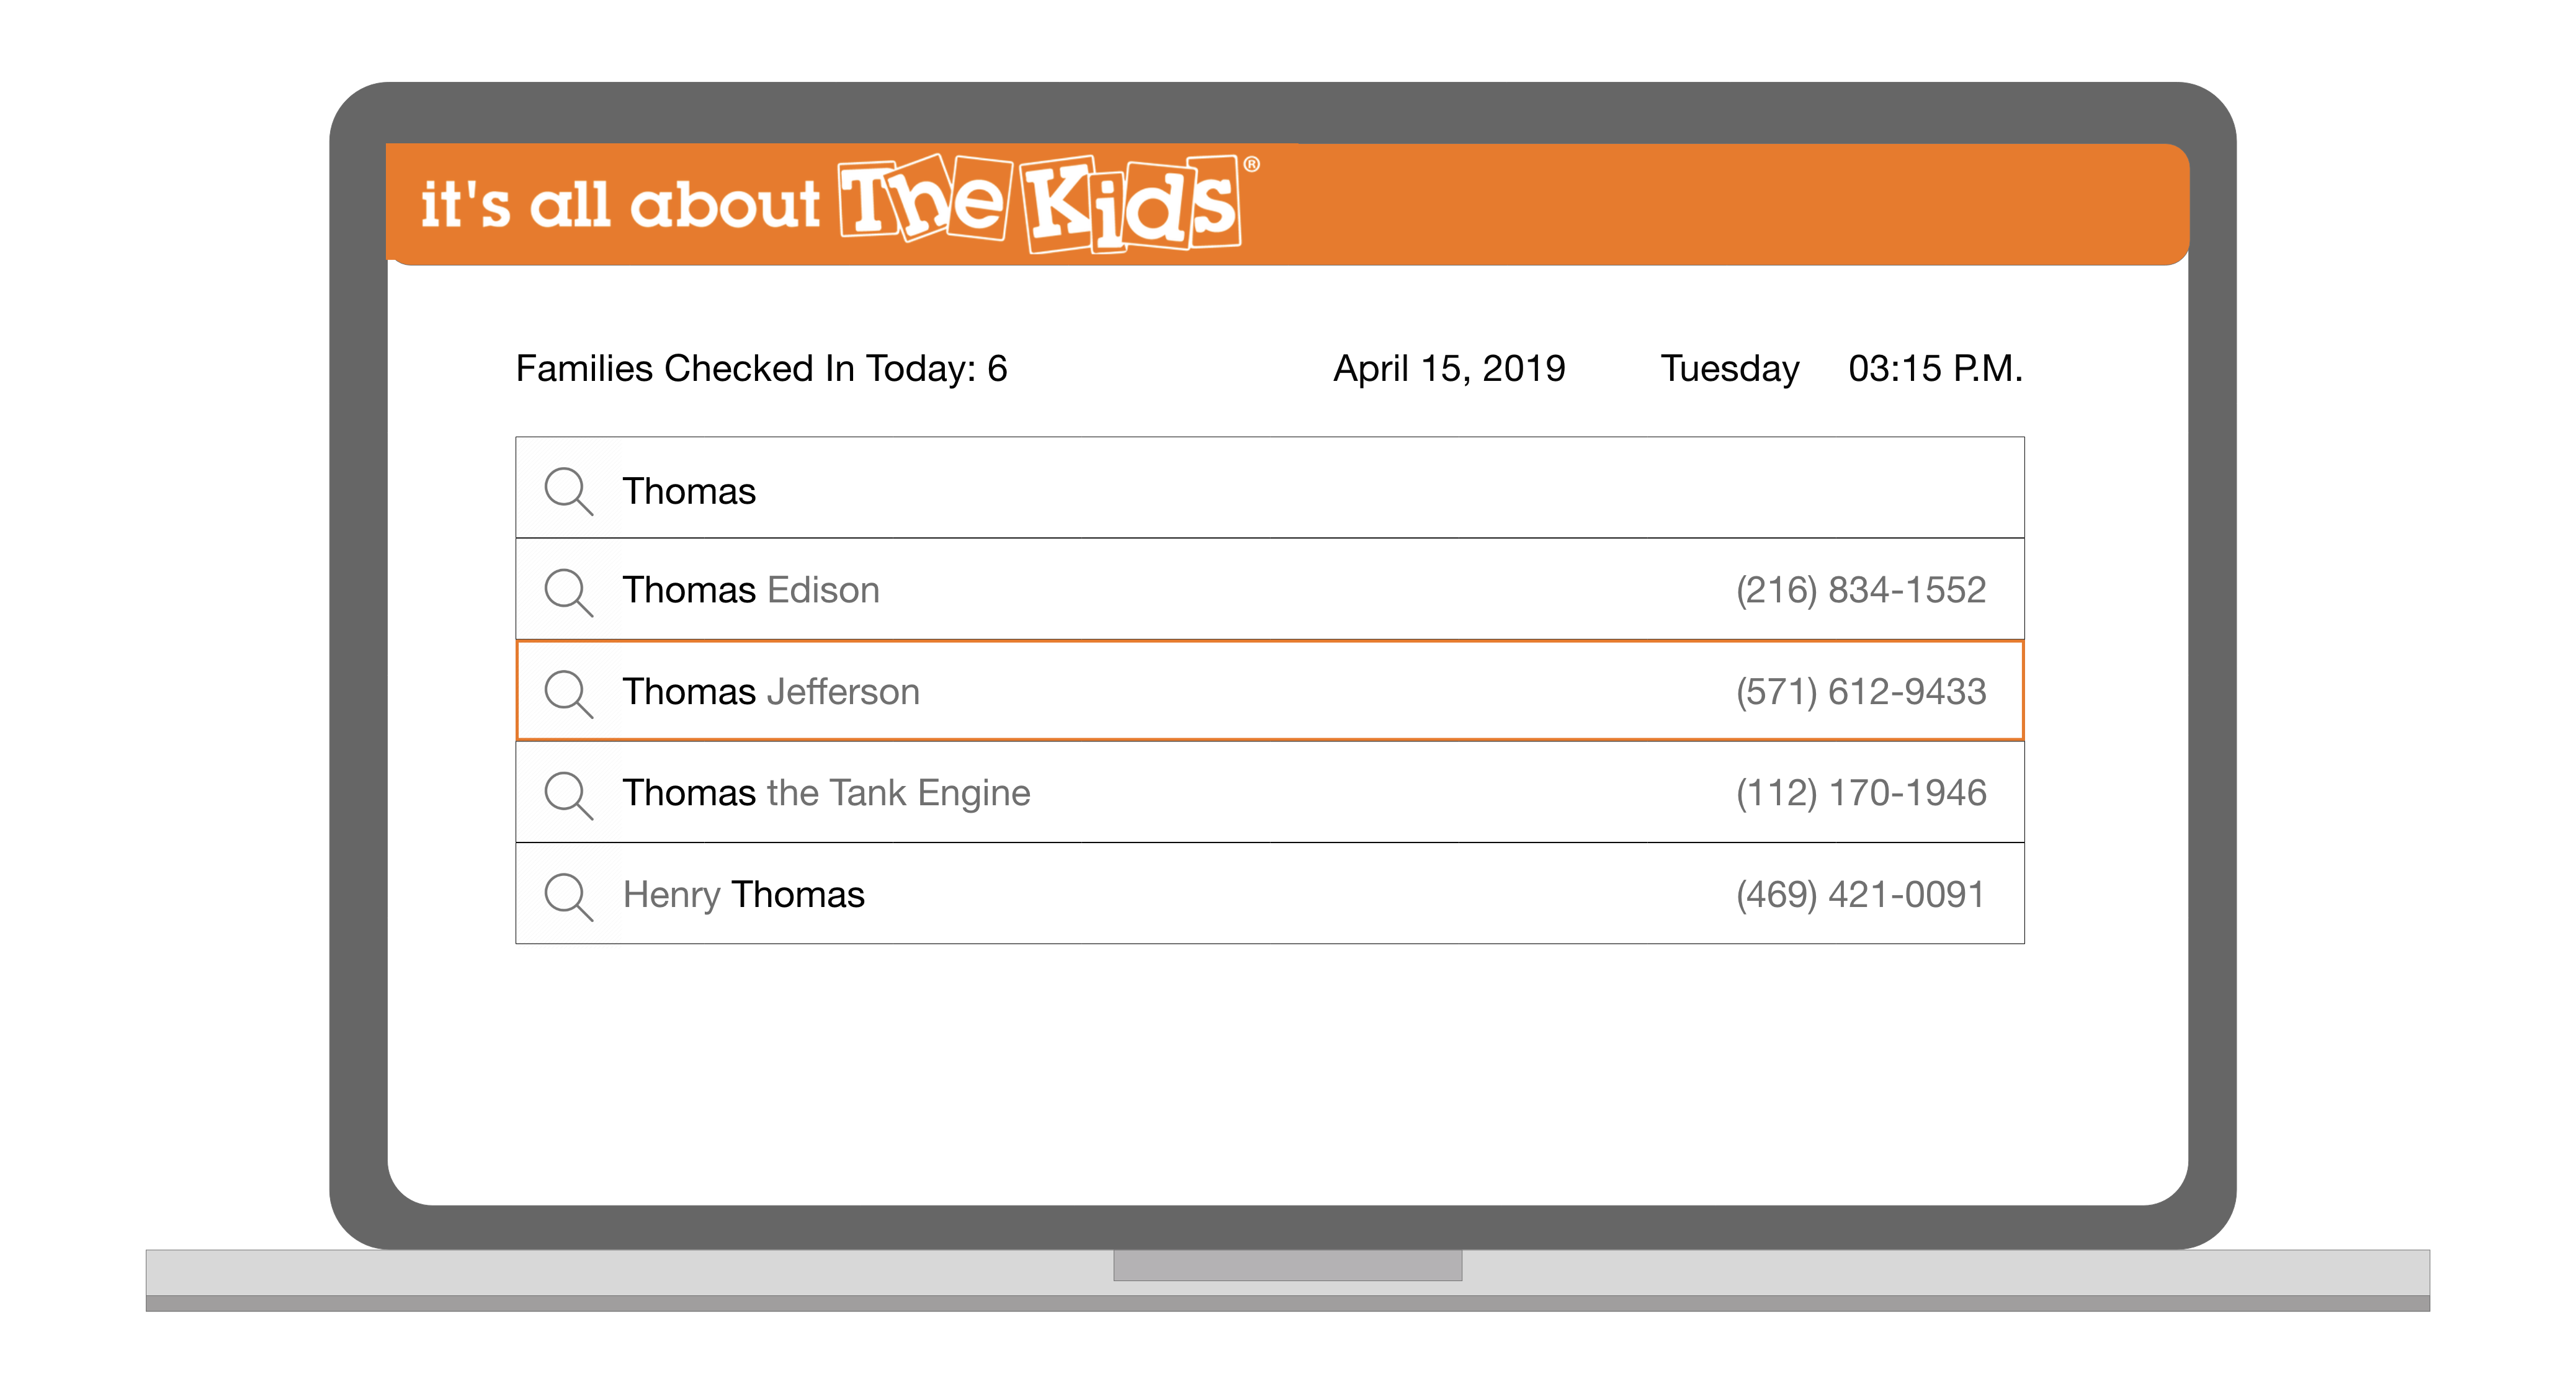 it's all about The Kids®
Families Checked In Today: 6 April 15, 2019 Tuesday 03:15 P.M.
Thomas
Thomas Edison (216) 834-1552
Thomas Jefferson (571) 612-9433
Thomas the Tank Engine (112) 170-1946
Henry Thomas (469) 421-0091